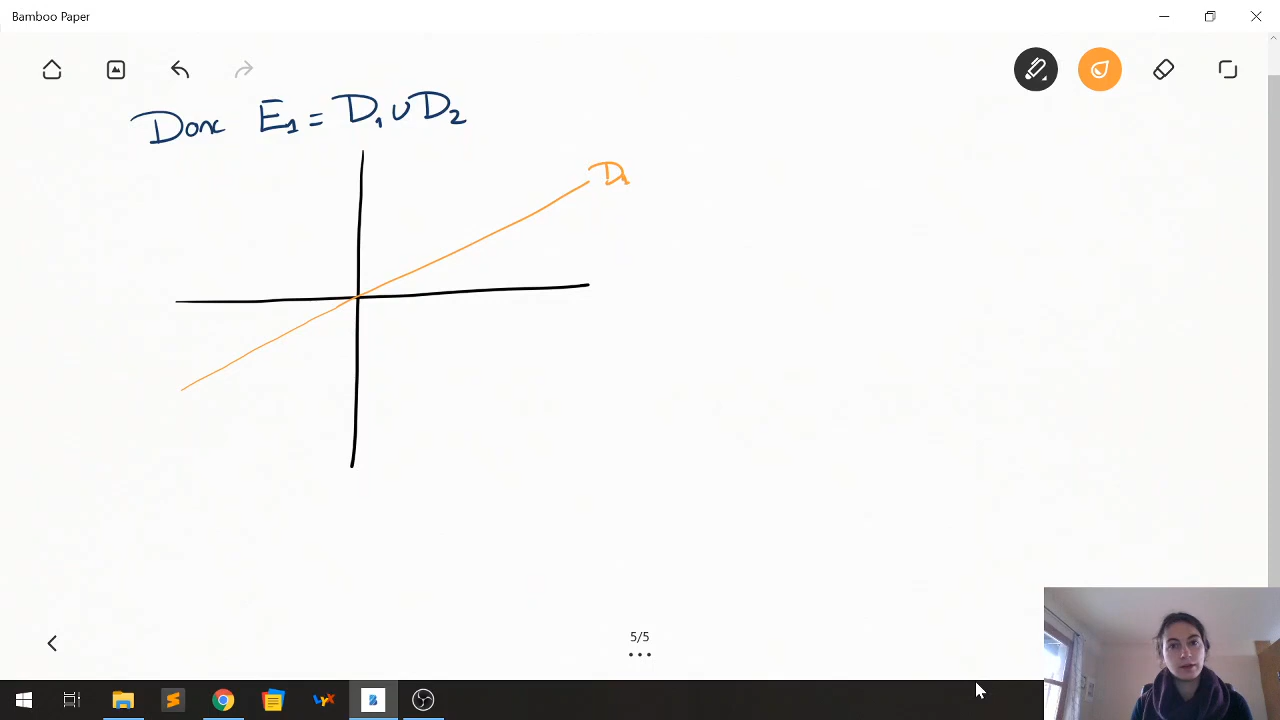 Bamboo Paper
Donc E₁ = D₁ ∪ D₂
D₁
5/5